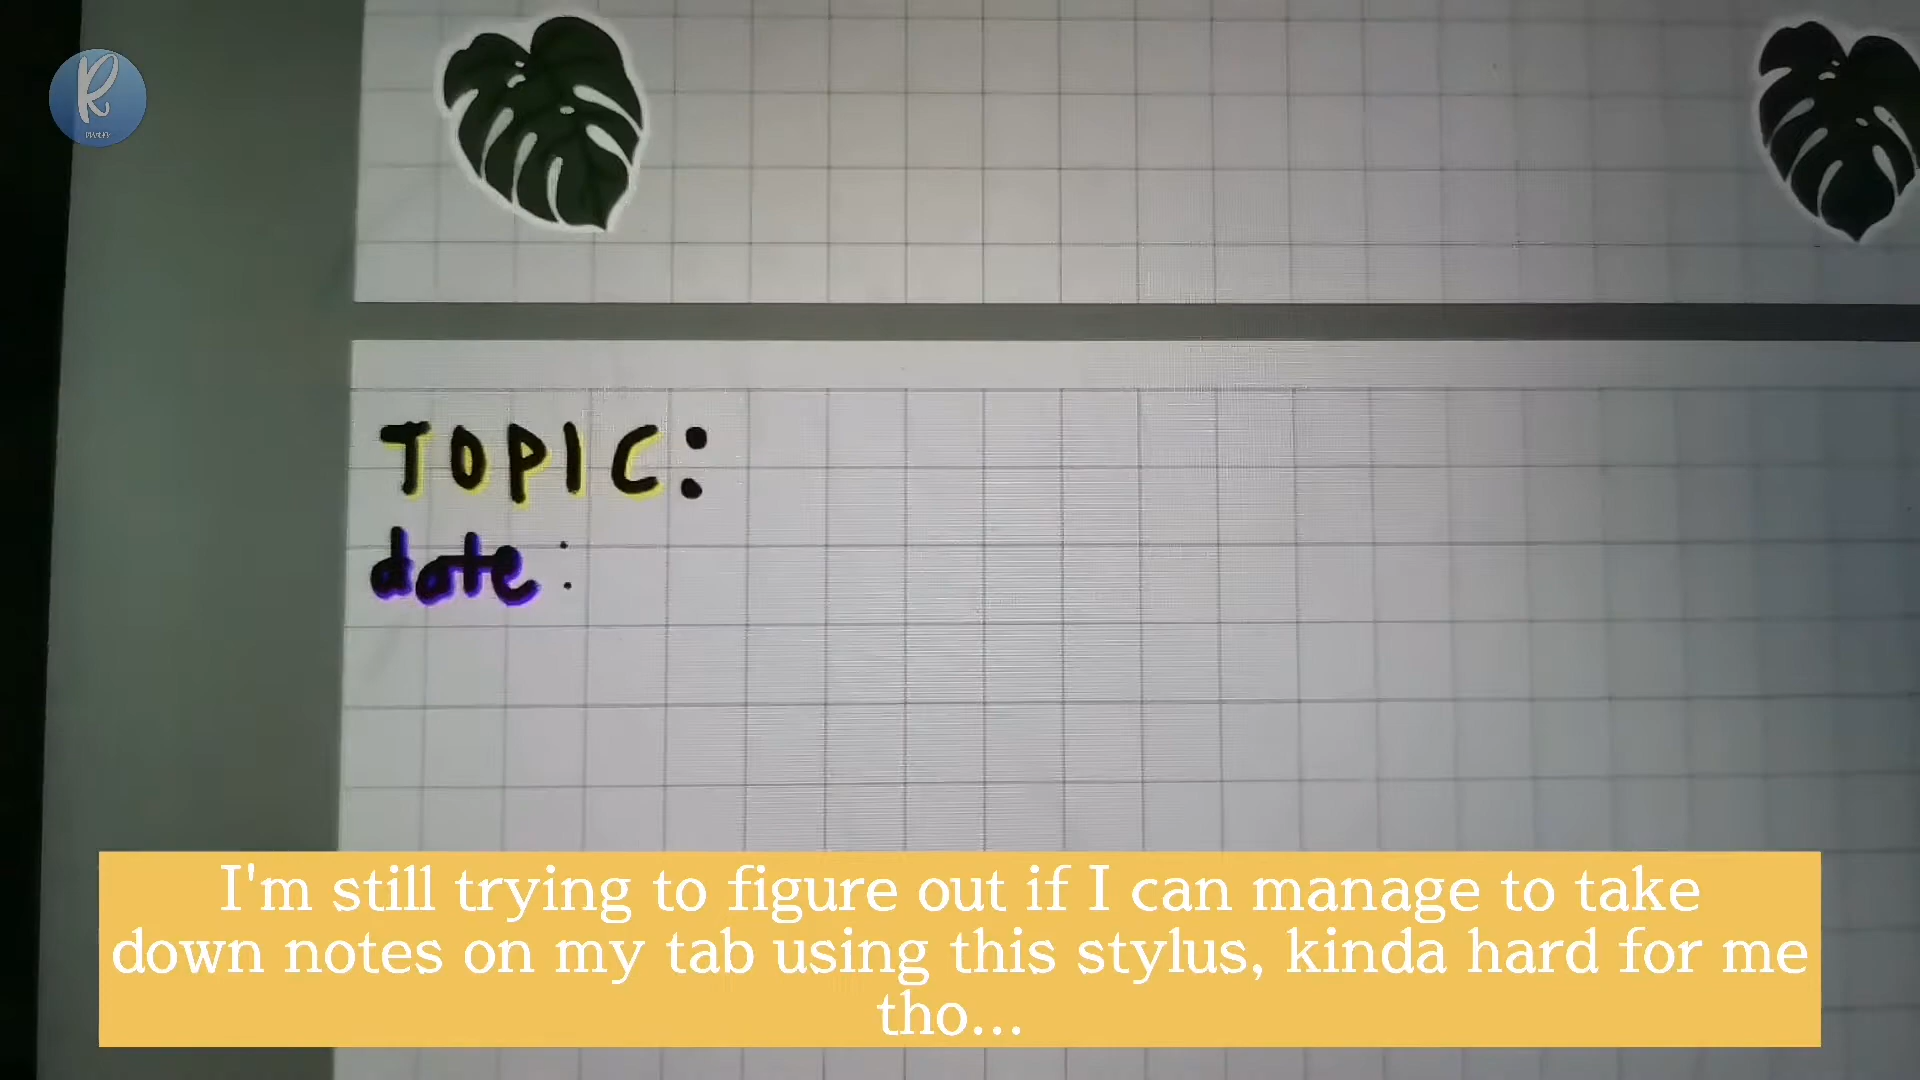 R
TOPIC:
date:
I'm still trying to figure out if I can manage to take
down notes on my tab using this stylus, kinda hard for me
tho...